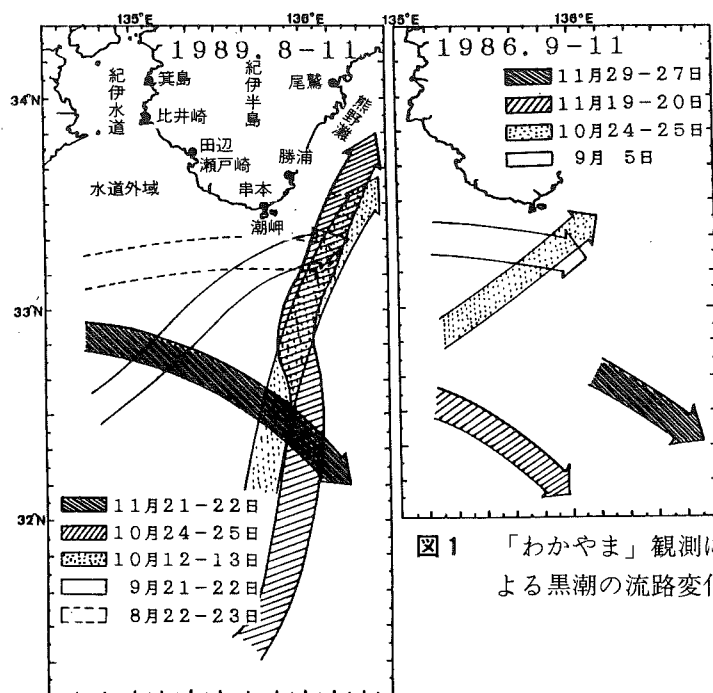 135°E
136°E
1989.8-11
紀伊水道
箕島
紀伊半島
尾鷲
34°N
比井崎
熊野灘
田辺
瀬戸崎
勝浦
水道外域
串本
潮岬
33°N
32°N
11月21-22日
10月24-25日
10月12-13日
9月21-22日
8月22-23日
35°E
136°E
1986.9-11
11月29-27日
11月19-20日
10月24-25日
9月 5日
図1 「わかやま」観測に
よる黒潮の流路変化